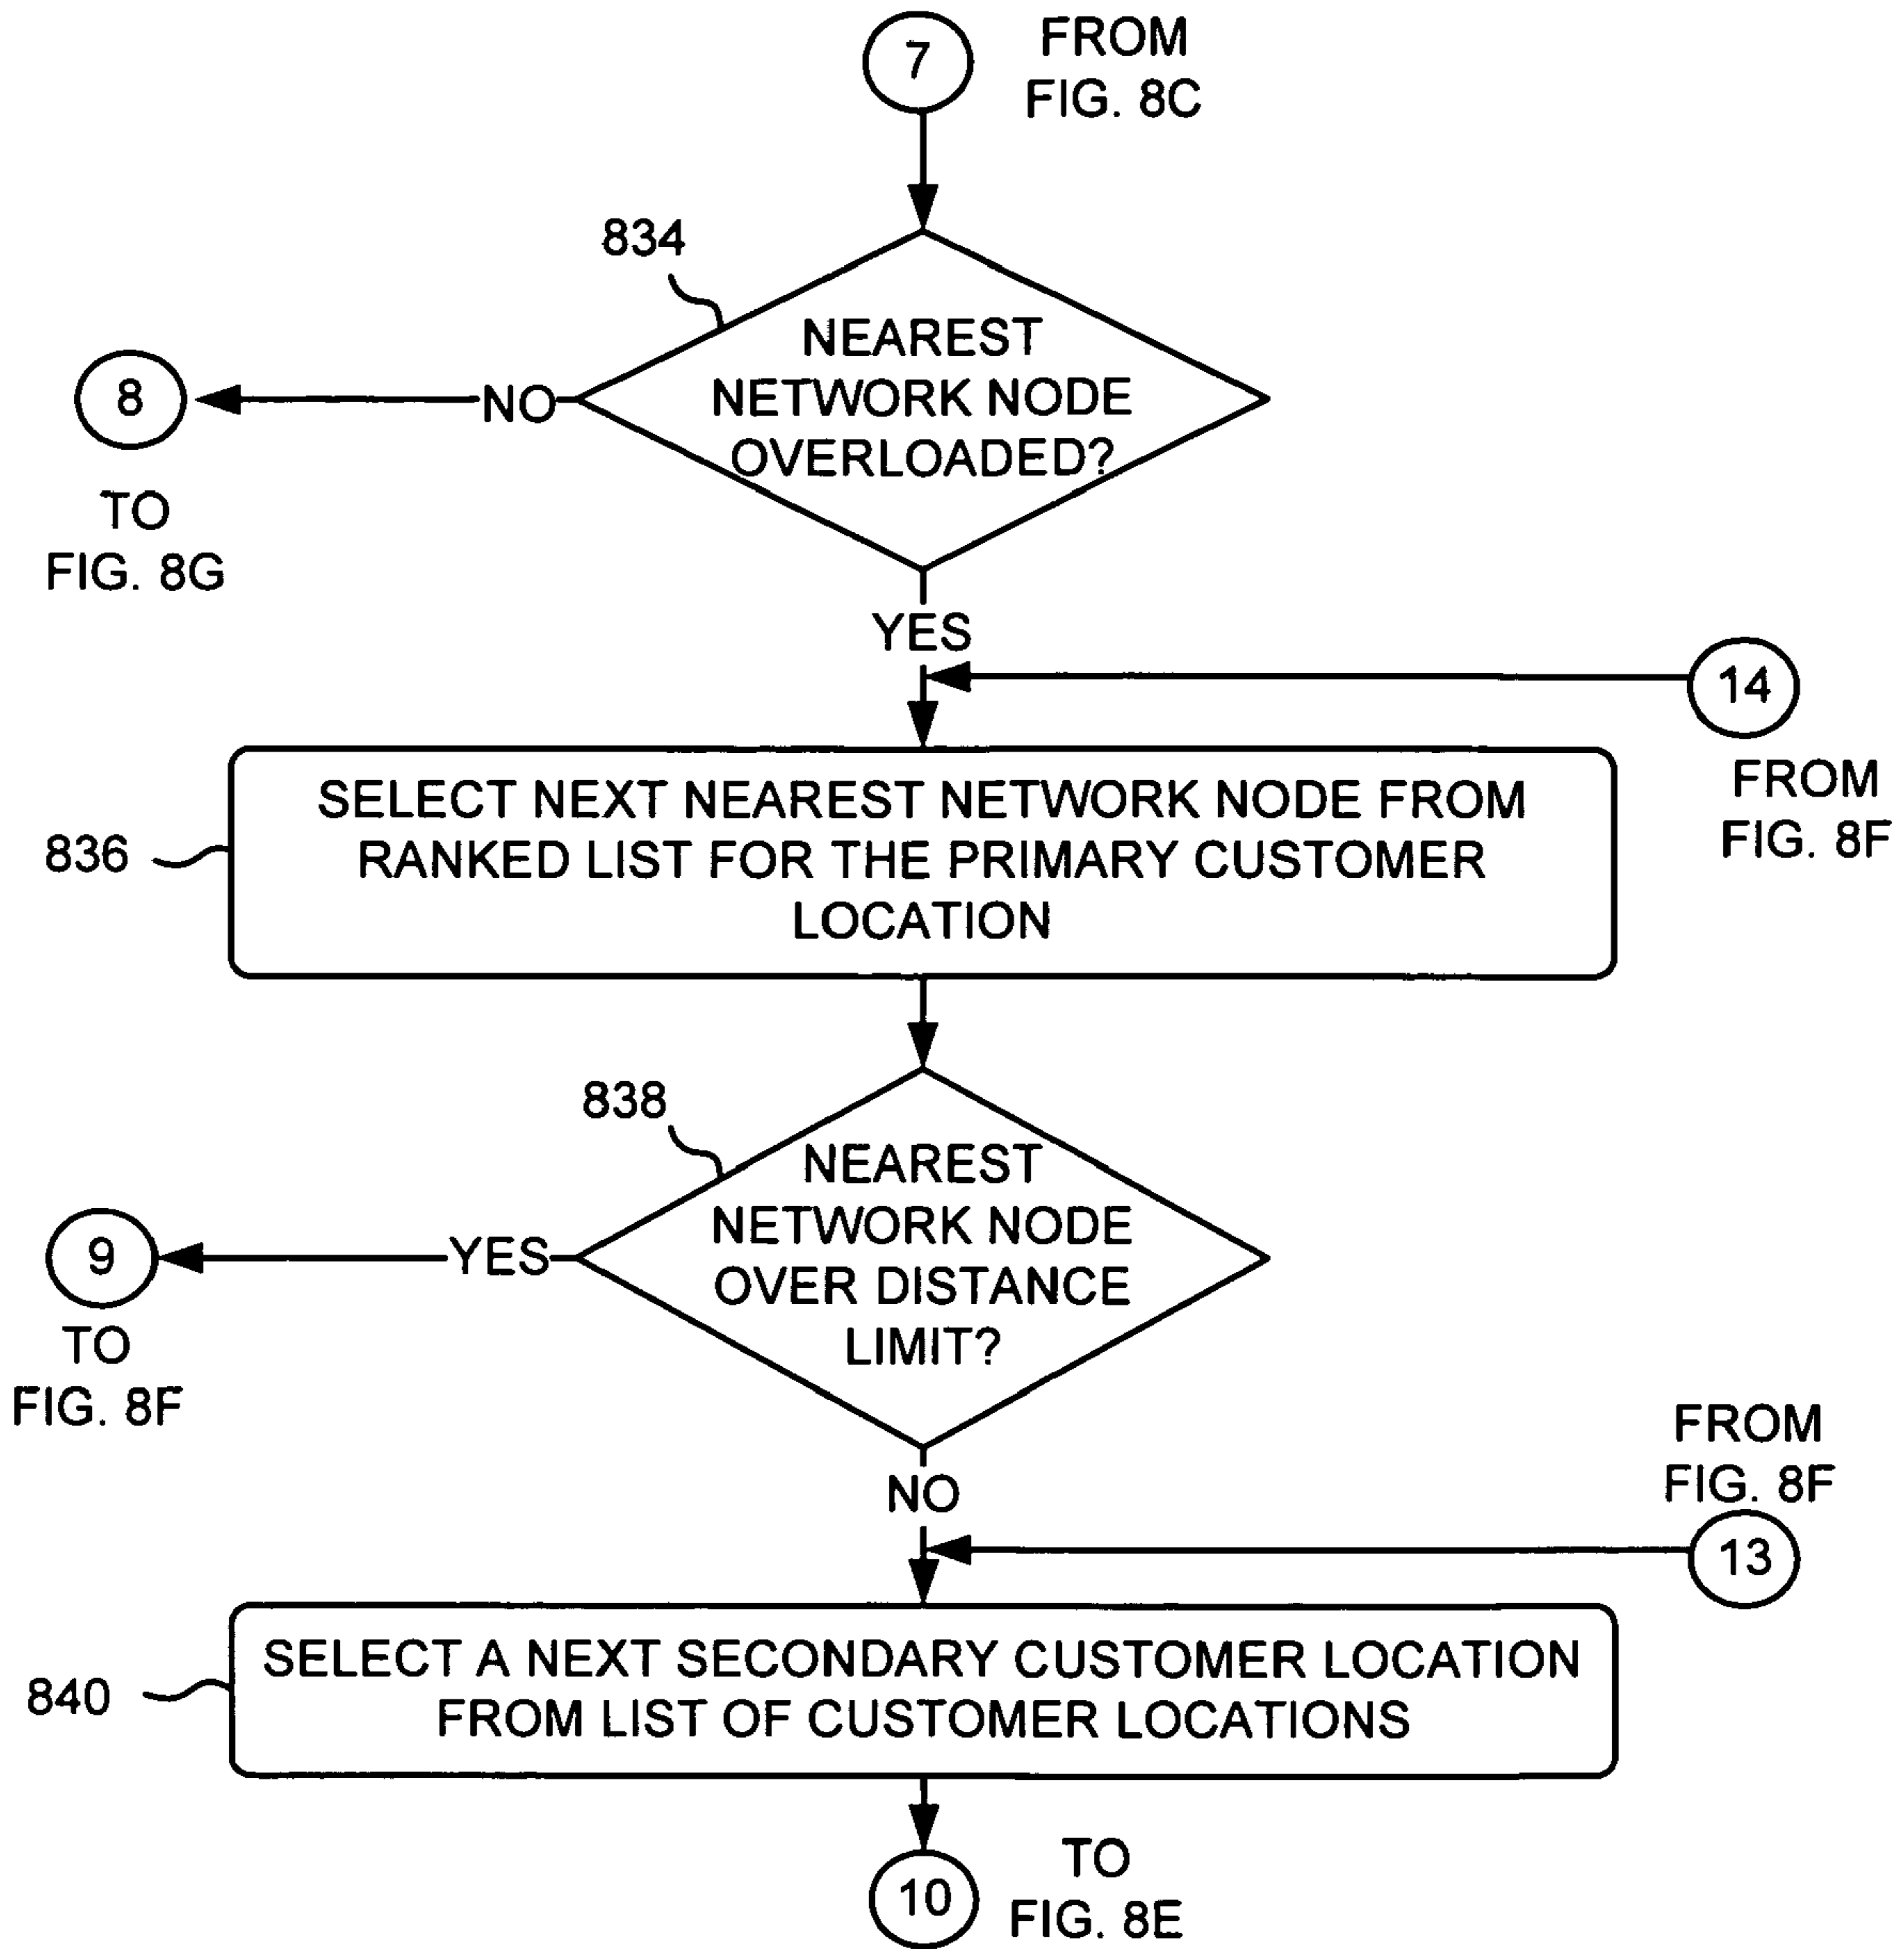 7
FROM
FIG. 8C
834
NEAREST
NETWORK NODE
OVERLOADED?
NO
8
TO
FIG. 8G
YES
14
FROM
FIG. 8F
836
SELECT NEXT NEAREST NETWORK NODE FROM
RANKED LIST FOR THE PRIMARY CUSTOMER
LOCATION
838
NEAREST
NETWORK NODE
OVER DISTANCE
LIMIT?
YES
9
TO
FIG. 8F
NO
FROM
FIG. 8F
13
840
SELECT A NEXT SECONDARY CUSTOMER LOCATION
FROM LIST OF CUSTOMER LOCATIONS
10
TO
FIG. 8E